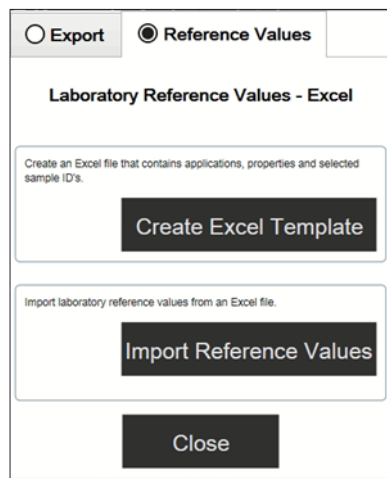 Export
Reference Values
Laboratory Reference Values - Excel
Create an Excel file that contains applications, properties and selected
sample ID's.
Create Excel Template
Import laboratory reference values from an Excel file.
Import Reference Values
Close